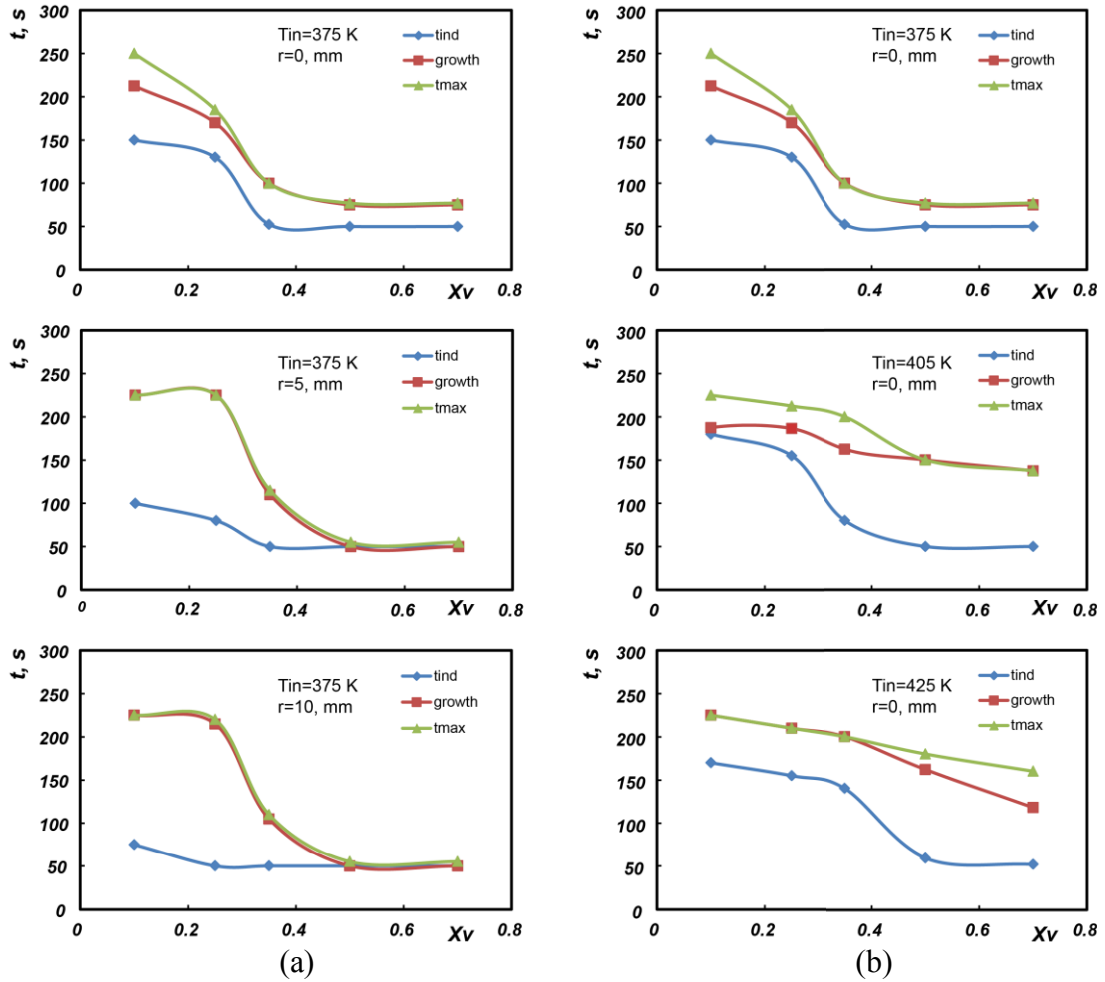 t, s
300
250
200
150
100
50
0
Tin=375 K
r=0, mm
tind
growth
tmax
0
0.2
0.4
0.6
Xv
0.8
t, s
300
250
200
150
100
50
0
Tin=375 K
r=5, mm
tind
growth
tmax
0
0.2
0.4
0.6
Xv
0.8
t, s
300
250
200
150
100
50
0
Tin=375 K
r=10, mm
tind
growth
tmax
0
0.2
0.4
0.6
Xv
0.8
(a)
t, s
300
250
200
150
100
50
0
Tin=375 K
r=0, mm
tind
growth
tmax
0
0.2
0.4
0.6
Xv
0.8
t, s
300
250
200
150
100
50
0
Tin=405 K
r=0, mm
tind
growth
tmax
0
0.2
0.4
0.6
Xv
0.8
t, s
300
250
200
150
100
50
0
Tin=425 K
r=0, mm
tind
growth
tmax
0
0.2
0.4
0.6
Xv
0.8
(b)